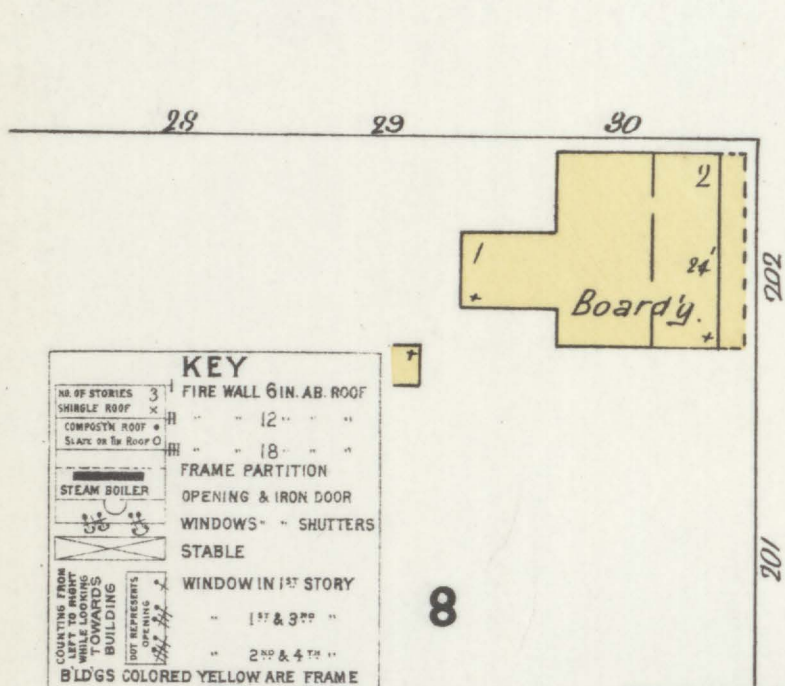 28 29 30
2
1
24'
Board'g.
202
KEY
NO. OF STORIES 3
SHINGLE ROOF ×
COMPOSTN ROOF •
SLATE OR TIN ROOF O
FIRE WALL 6 IN. AB. ROOF
" " 12 " " "
" " 18 " " "
FRAME PARTITION
STEAM BOILER
OPENING & IRON DOOR
WINDOWS " " SHUTTERS
STABLE
COUNTING FROM
LEFT TO RIGHT
WHILE LOOKING
TOWARDS
BUILDING
DOT REPRESENTS
OPENING
WINDOW IN 1ST STORY
" 1ST & 3RD "
" 2ND & 4TH "
B'LD'GS COLORED YELLOW ARE FRAME
8
201